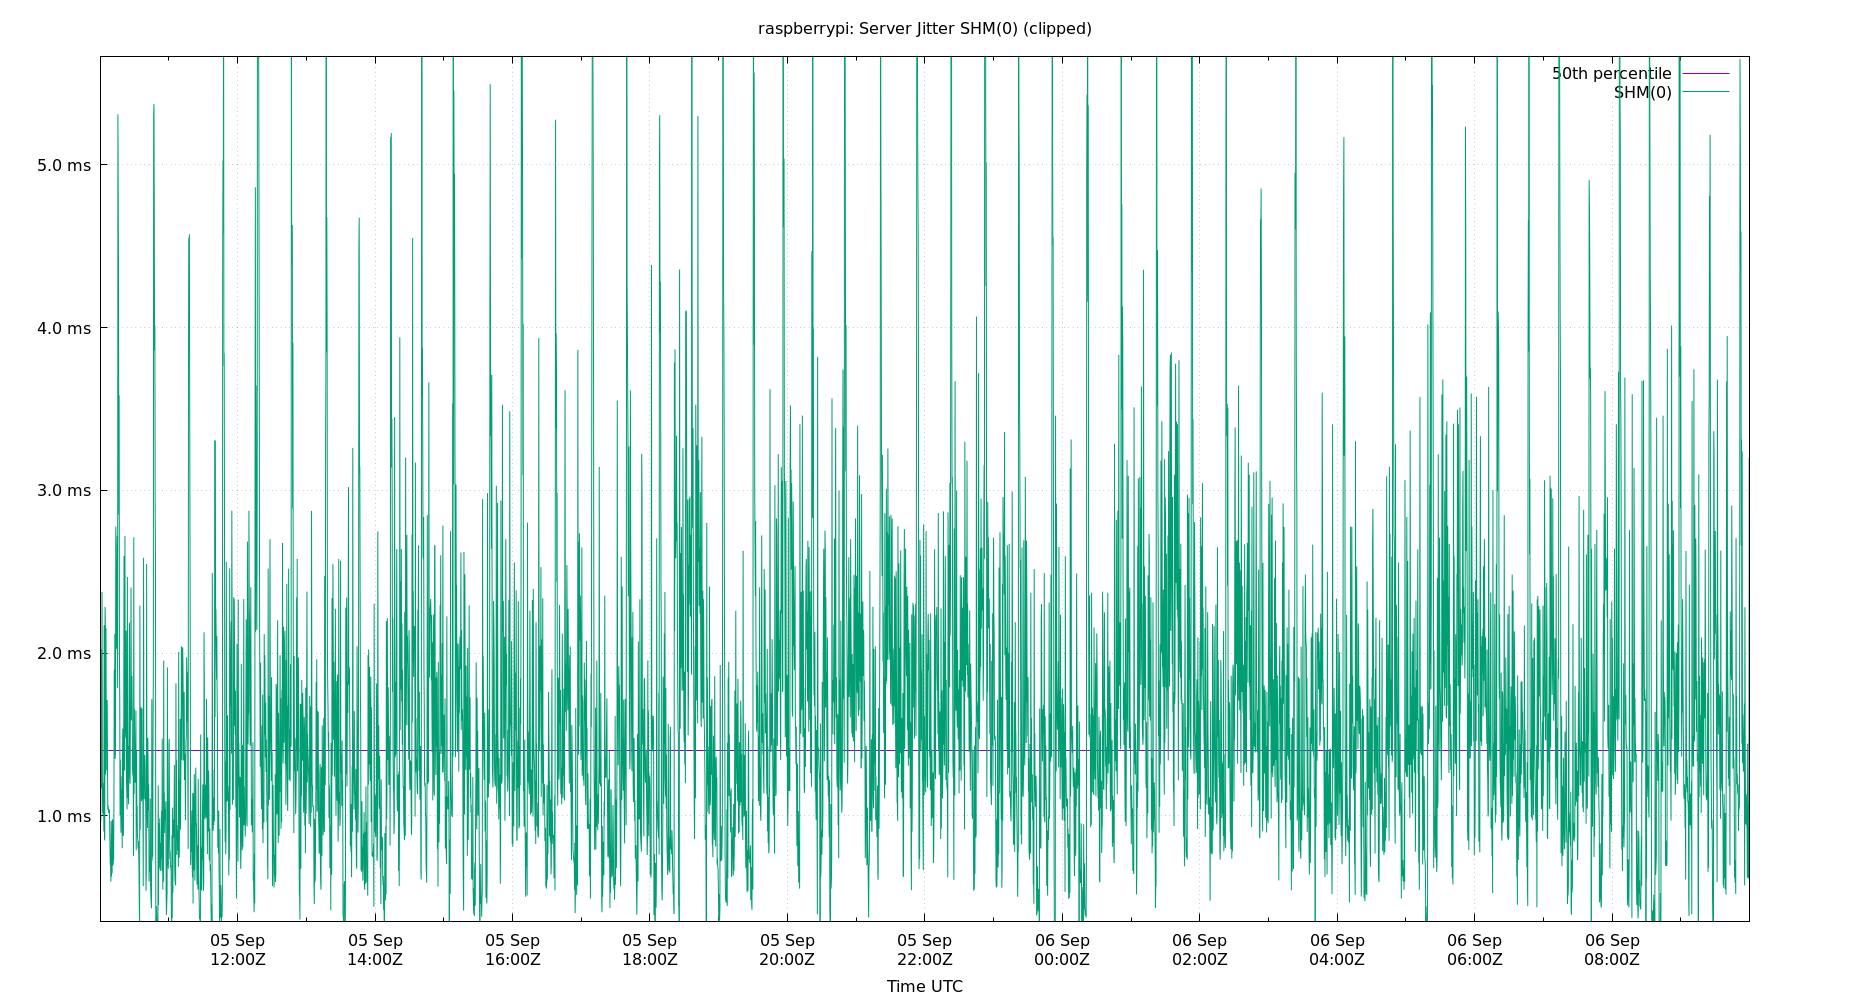 raspberrypi: Server Jitter SHM(0) (clipped)
50th percentile
SHM(0)
5.0 ms
4.0 ms
3.0 ms
2.0 ms
1.0 ms
05 Sep 05 Sep 05 Sep 05 Sep 05 Sep 05 Sep 06 Sep 06 Sep 06 Sep 06 Sep 06 Sep
12:00Z 14:00Z 16:00Z 18:00Z 20:00Z 22:00Z 00:00Z 02:00Z 04:00Z 06:00Z 08:00Z
Time UTC